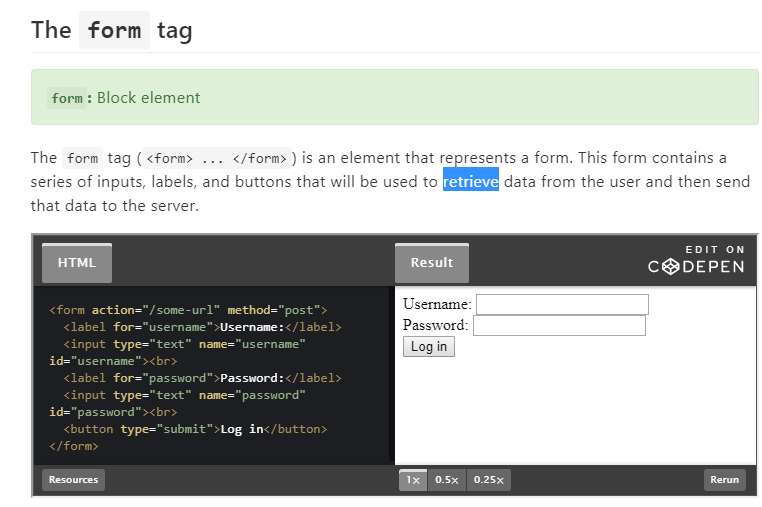 The form tag
form: Block element
The form tag (<form> ... </form>) is an element that represents a form. This form contains a
series of inputs, labels, and buttons that will be used to retrieve data from the user and then send
that data to the server.
HTML
Result
EDIT ON
CODEPEN
<form action="/some-url" method="post">
<label for="username">Username:</label>
<input type="text" name="username"
id="username"><br>
<label for="password">Password:</label>
<input type="text" name="password"
id="password"><br>
<button type="submit">Log in</button>
</form>
Username:
Password:
Log in
Resources
1x 0.5x 0.25x
Rerun